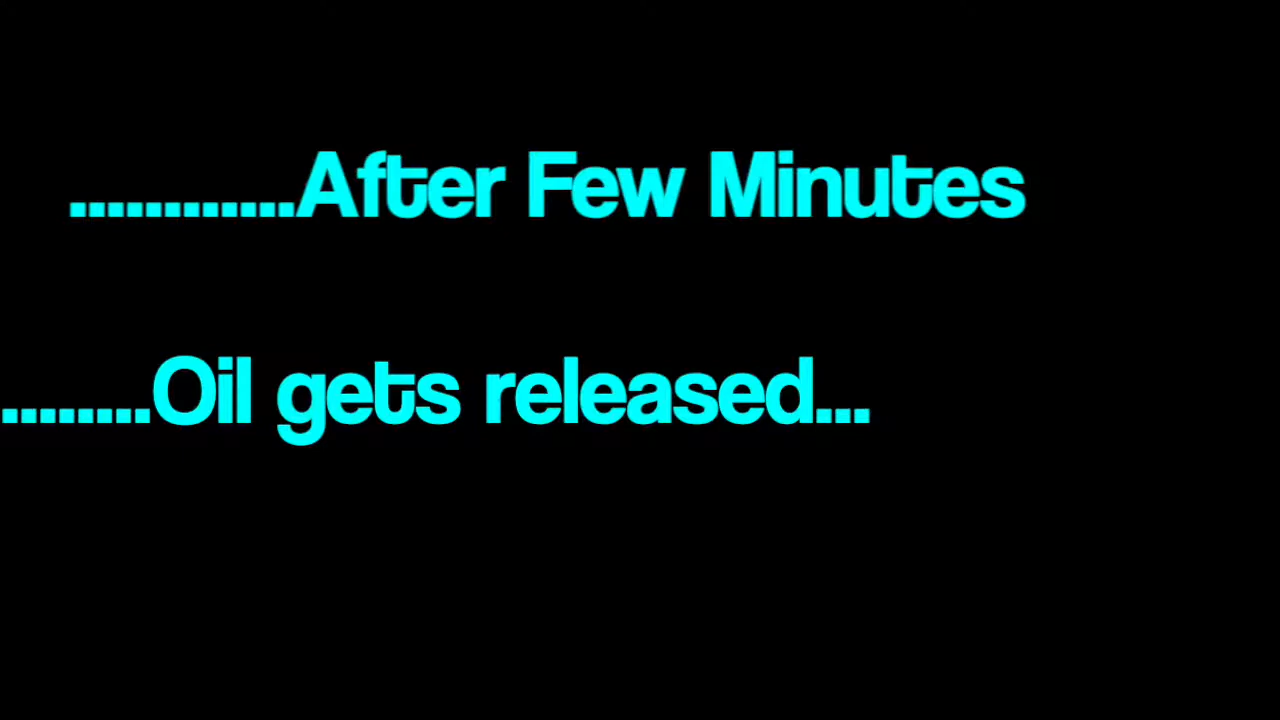 ............After Few Minutes
........Oil gets released...